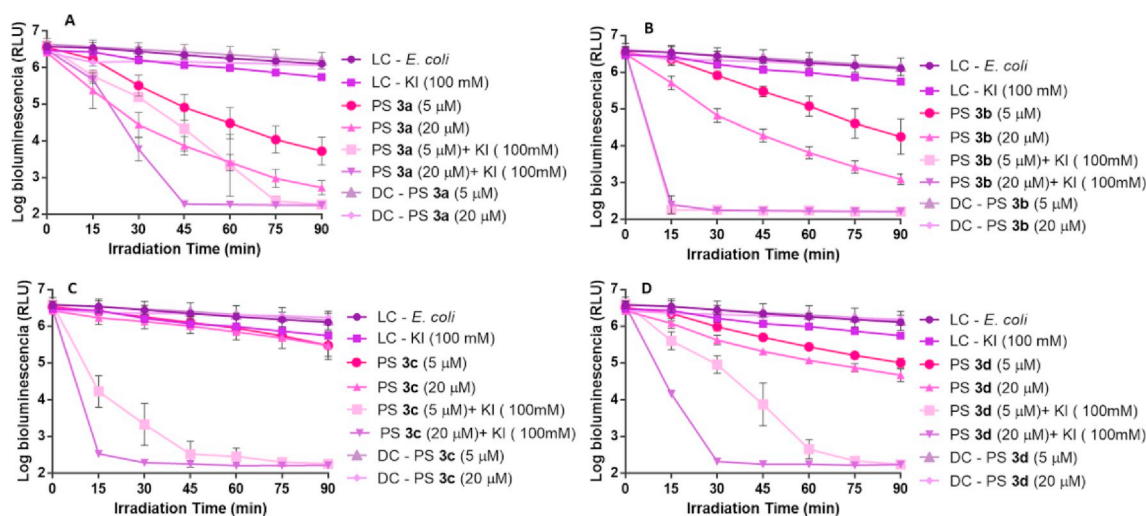 A
Log bioluminescencia (RLU)
7
6
5
4
3
2
0 15 30 45 60 75 90
Irradiation Time (min)
LC - E. coli
LC - KI (100 mM)
PS 3a (5 µM)
PS 3a (20 µM)
PS 3a (5 µM)+ KI ( 100mM)
PS 3a (20 µM)+ KI ( 100mM)
DC - PS 3a (5 µM)
DC - PS 3a (20 µM)
B
Log bioluminescencia (RLU)
7
6
5
4
3
2
0 15 30 45 60 75 90
Irradiation Time (min)
LC - E. coli
LC - KI (100 mM)
PS 3b (5 µM)
PS 3b (20 µM)
PS 3b (5 µM)+ KI ( 100mM)
PS 3b (20 µM)+ KI ( 100mM)
DC - PS 3b (5 µM)
DC - PS 3b (20 µM)
C
Log bioluminescencia (RLU)
7
6
5
4
3
2
0 15 30 45 60 75 90
Irradiation Time (min)
LC - E. coli
LC - KI (100 mM)
PS 3c (5 µM)
PS 3c (20 µM)
PS 3c (5 µM)+ KI ( 100mM)
PS 3c (20 µM)+ KI ( 100mM)
DC - PS 3c (5 µM)
DC - PS 3c (20 µM)
D
Log bioluminescencia (RLU)
7
6
5
4
3
2
0 15 30 45 60 75 90
Irradiation Time (min)
LC - E. coli
LC - KI (100 mM)
PS 3d (5 µM)
PS 3d (20 µM)
PS 3d (5 µM)+ KI ( 100mM)
PS 3d (20 µM)+ KI ( 100mM)
DC - PS 3d (5 µM)
DC - PS 3d (20 µM)